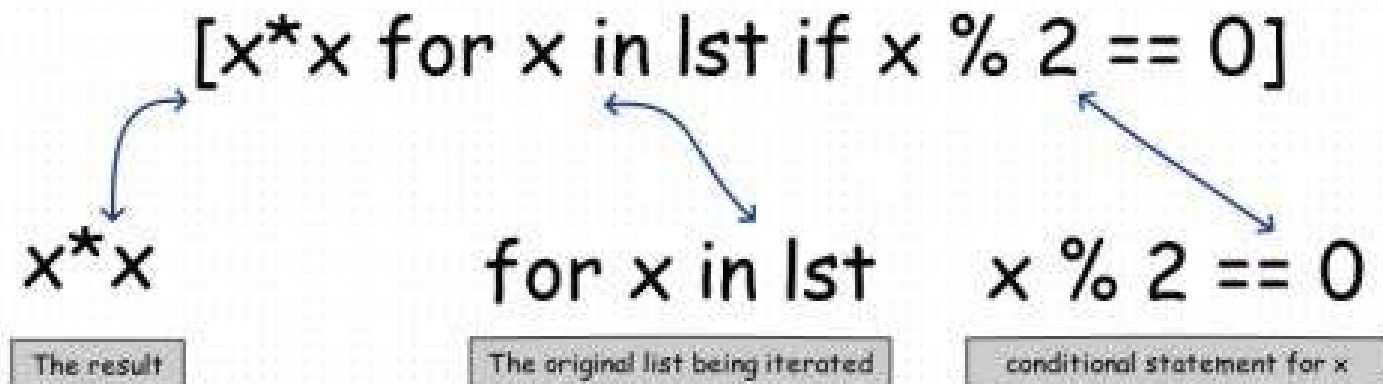 [x*x for x in lst if x % 2 == 0]
x*x
for x in lst
x % 2 == 0
The result
The original list being iterated
conditional statement for x